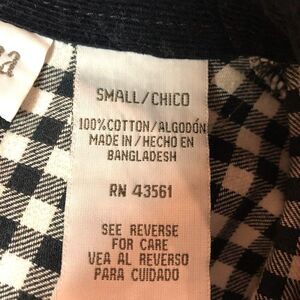 SMALL/CHICO
100%COTTON/ALGODÓN
MADE IN/HECHO EN
BANGLADESH
RN 43561
SEE REVERSE
FOR CARE
VEA AL REVERSO
PARA CUIDADO